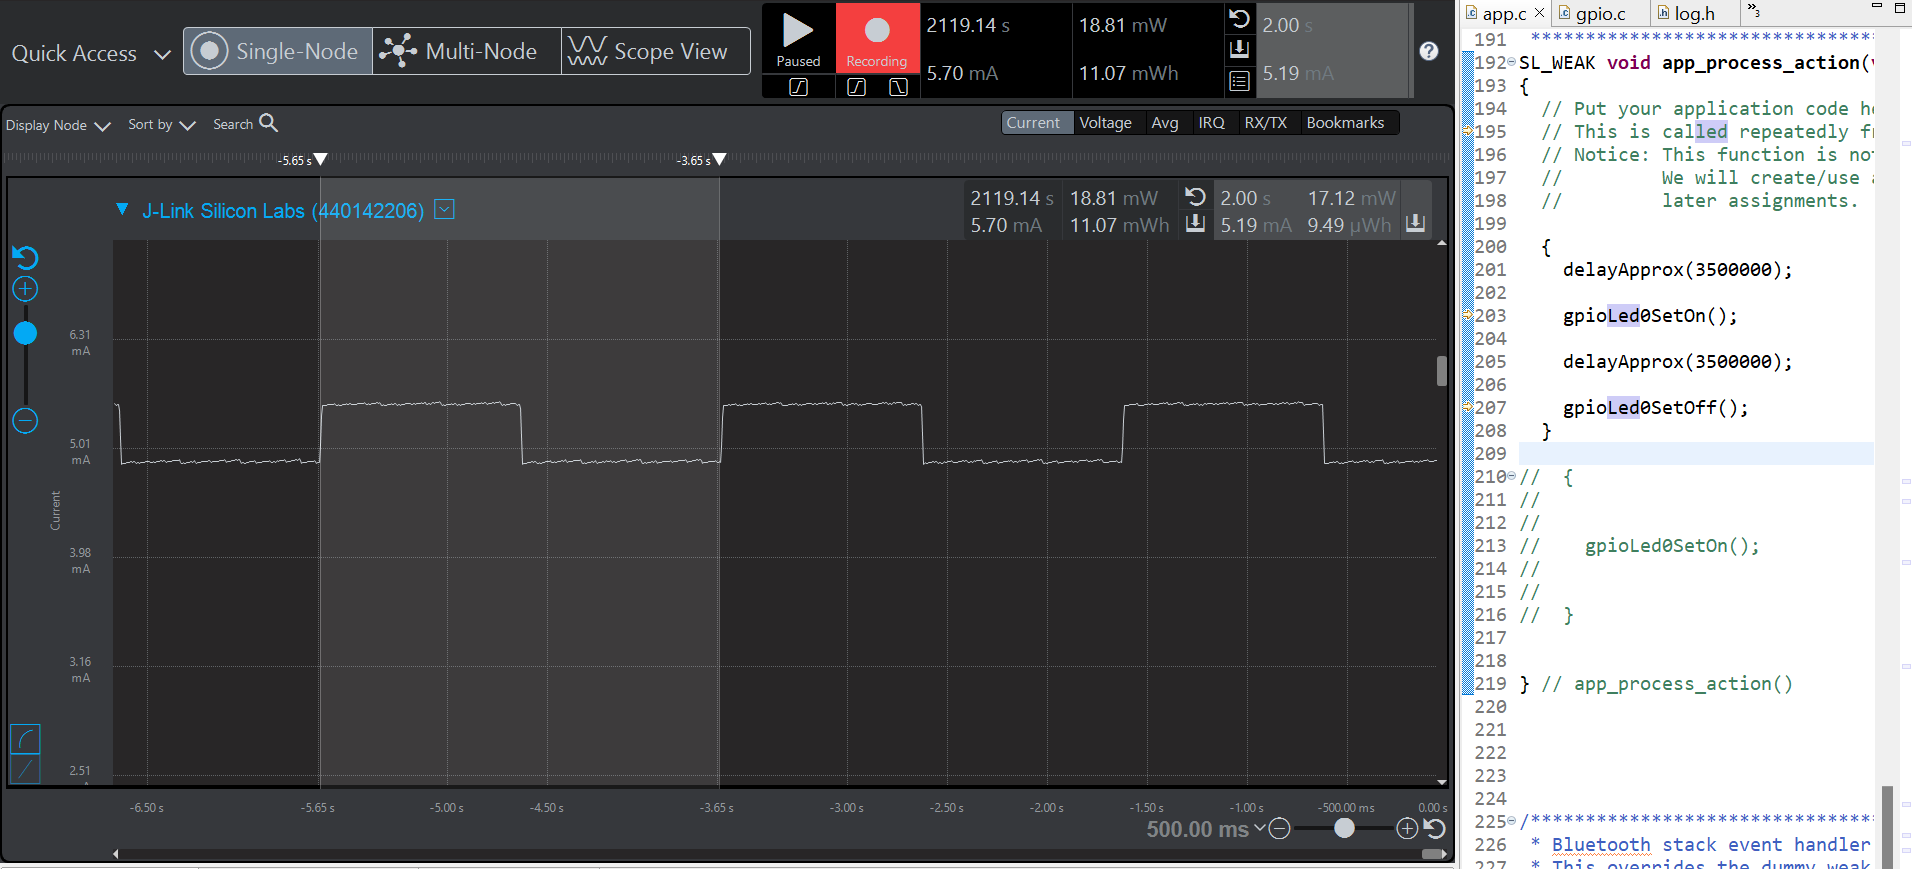 Quick Access
Single-Node
Multi-Node
Scope View
Paused
Recording
2119.14 s
18.81 mW
5.70 mA
11.07 mWh
2.00 s
5.19 mA
Display Node
Sort by
Search
Current
Voltage
Avg
IRQ
RX/TX
Bookmarks
-5.65 s
-3.65 s
J-Link Silicon Labs (440142206)
2119.14 s 18.81 mW
5.70 mA 11.07 mWh
2.00 s 17.12 mW
5.19 mA 9.49 µWh
6.31
mA
5.01
mA
Current
3.98
mA
3.16
mA
2.51
-6.50 s -5.65 s -5.00 s -4.50 s -3.65 s -3.00 s -2.50 s -2.00 s -1.50 s -1.00 s -500.00 ms 0.00 s
500.00 ms
app.c gpio.c log.h »3
191 *******************************
192 SL_WEAK void app_process_action(
193 {
194 // Put your application code he
195 // This is called repeatedly fr
196 // Notice: This function is no
197 // We will create/use a
198 // later assignments.
199
200 {
201 delayApprox(3500000);
202
203 gpioLed0SetOn();
204
205 delayApprox(3500000);
206
207 gpioLed0SetOff();
208 }
209
210 // {
211 //
212 //
213 // gpioLed0SetOn();
214 //
215 //
216 // }
217
218
219 } // app_process_action()
220
221
222
223
224
225 /********************************
226 * Bluetooth stack event handler
227 * This overrides the dummy weak